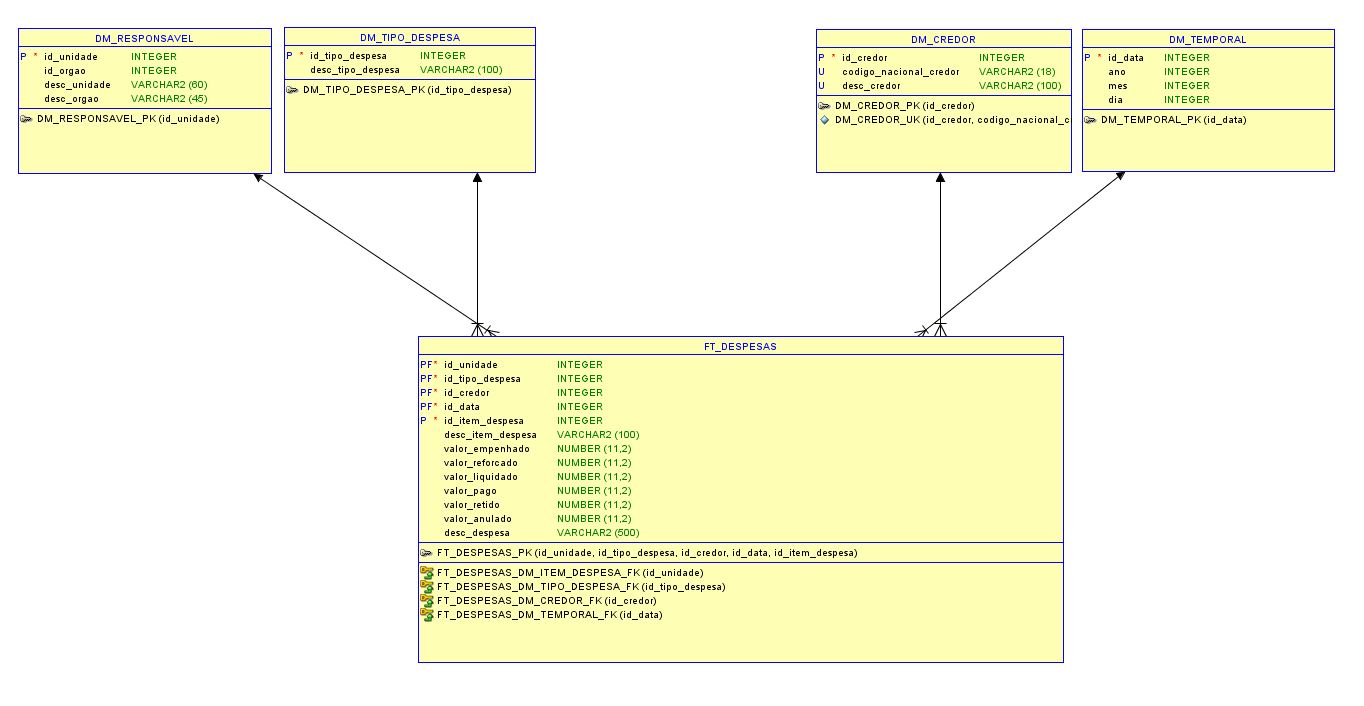 DM_RESPONSAVEL
P * id_unidade INTEGER
id_orgao INTEGER
desc_unidade VARCHAR2 (60)
desc_orgao VARCHAR2 (45)
DM_RESPONSAVEL_PK (id_unidade)
DM_TIPO_DESPESA
P * id_tipo_despesa INTEGER
desc_tipo_despesa VARCHAR2 (100)
DM_TIPO_DESPESA_PK (id_tipo_despesa)
DM_CREDOR
P * id_credor INTEGER
U codigo_nacional_credor VARCHAR2 (18)
U desc_credor VARCHAR2 (100)
DM_CREDOR_PK (id_credor)
DM_CREDOR_UK (id_credor, codigo_nacional_c
DM_TEMPORAL
P * id_data INTEGER
ano INTEGER
mes INTEGER
dia INTEGER
DM_TEMPORAL_PK (id_data)
FT_DESPESAS
PF* id_unidade INTEGER
PF* id_tipo_despesa INTEGER
PF* id_credor INTEGER
PF* id_data INTEGER
P * id_item_despesa INTEGER
desc_item_despesa VARCHAR2 (100)
valor_empenhado NUMBER (11,2)
valor_reforcado NUMBER (11,2)
valor_liquidado NUMBER (11,2)
valor_pago NUMBER (11,2)
valor_retido NUMBER (11,2)
valor_anulado NUMBER (11,2)
desc_despesa VARCHAR2 (500)
FT_DESPESAS_PK (id_unidade, id_tipo_despesa, id_credor, id_data, id_item_despesa)
FT_DESPESAS_DM_ITEM_DESPESA_FK (id_unidade)
FT_DESPESAS_DM_TIPO_DESPESA_FK (id_tipo_despesa)
FT_DESPESAS_DM_CREDOR_FK (id_credor)
FT_DESPESAS_DM_TEMPORAL_FK (id_data)